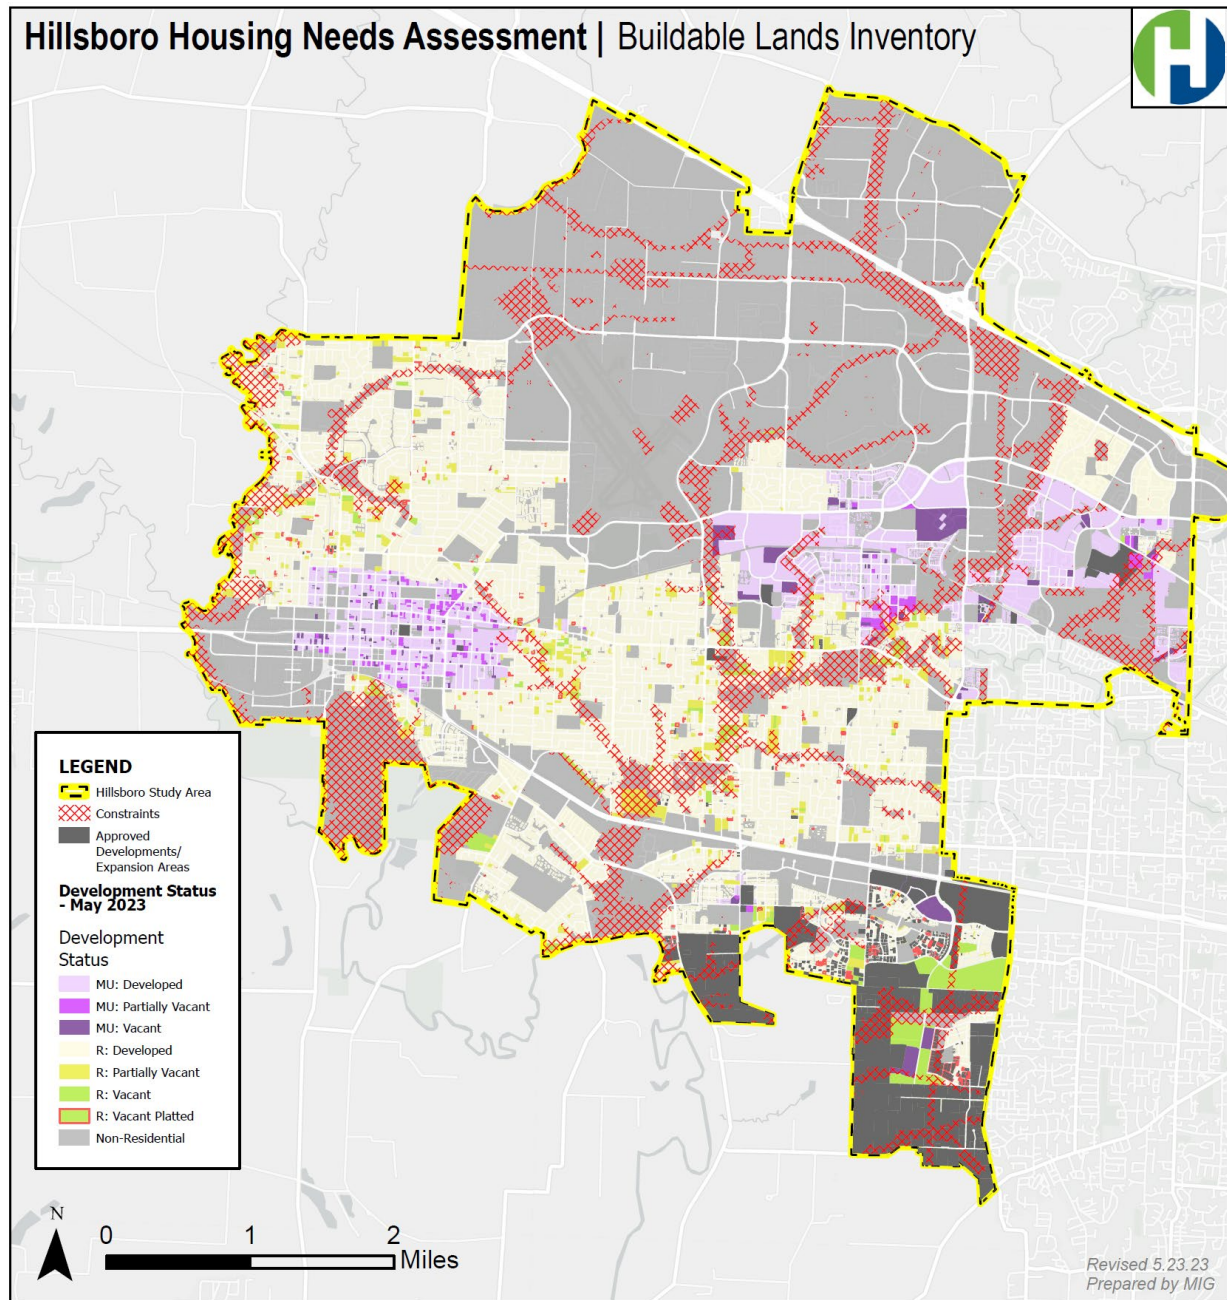 Hillsboro Housing Needs Assessment | Buildable Lands Inventory
LEGEND
Hillsboro Study Area
Constraints
Approved
Developments/
Expansion Areas
Development Status
- May 2023
Development
Status
MU: Developed
MU: Partially Vacant
MU: Vacant
R: Developed
R: Partially Vacant
R: Vacant
R: Vacant Platted
Non-Residential
N
0 1 2
Miles
Revised 5.23.23
Prepared by MIG